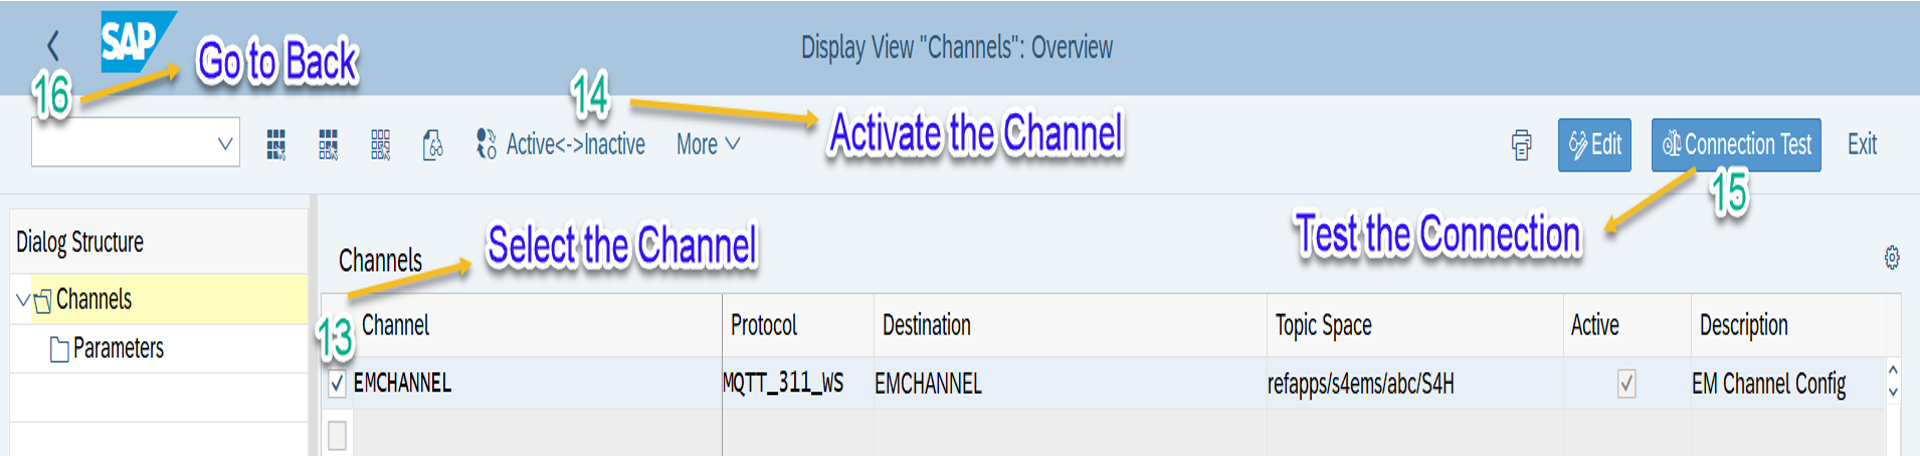 SAP
Go to Back
Display View "Channels": Overview
16
14
Activate the Channel
Active<->Inactive
More
Edit
Connection Test
Exit
15
Test the Connection
Dialog Structure
Channels
Parameters
Select the Channel
Channels
13
Channel Protocol Destination Topic Space Active Description
EMCHANNEL MQTT_311_WS EMCHANNEL refapps/s4ems/abc/S4H EM Channel Config